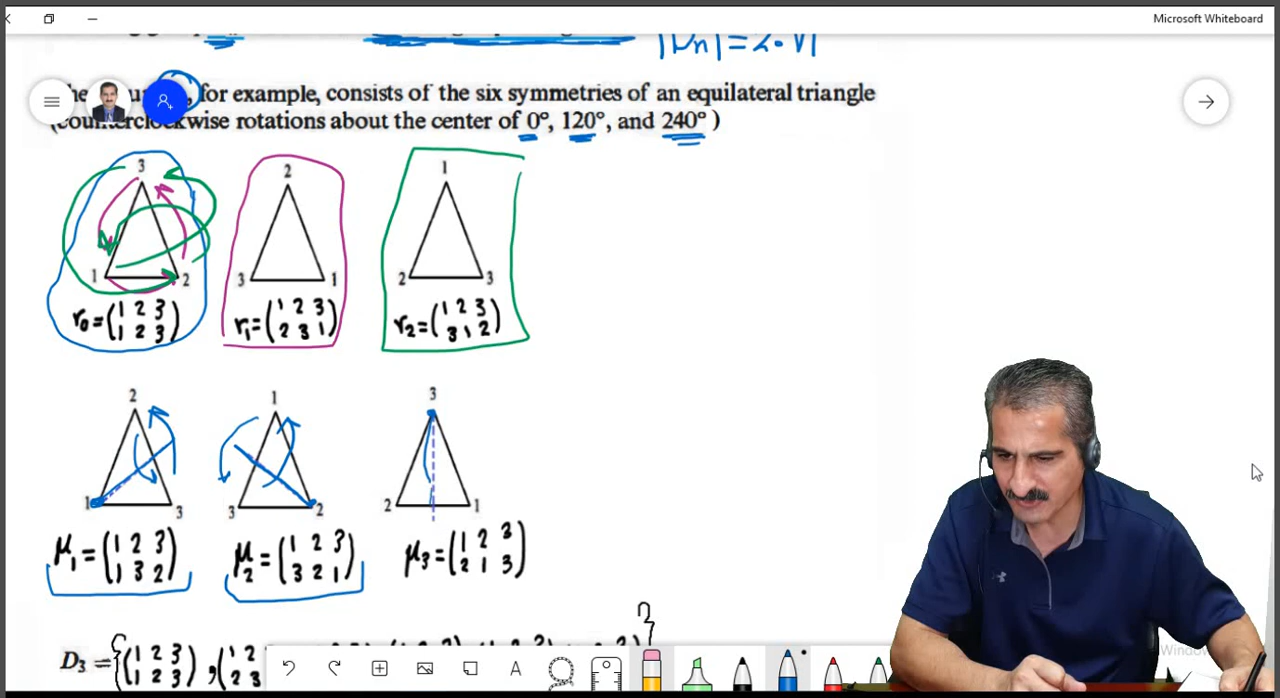 Microsoft Whiteboard
|Dn| = 2·n
for example, consists of the six symmetries of an equilateral triangle
(counterclockwise rotations about the center of 0°, 120°, and 240° )
3
1 2
r₀=(1 2 3 / 1 2 3)
2
3 1
r₁=(1 2 3 / 2 3 1)
1
2 3
r₂=(1 2 3 / 3 1 2)
2
1 3
μ₁=(1 2 3 / 1 3 2)
1
3 2
μ₂=(1 2 3 / 3 2 1)
3
2 1
μ₃=(1 2 3 / 2 1 3)
D₃ = {(1 2 3 / 1 2 3), (1 2 / 2 3